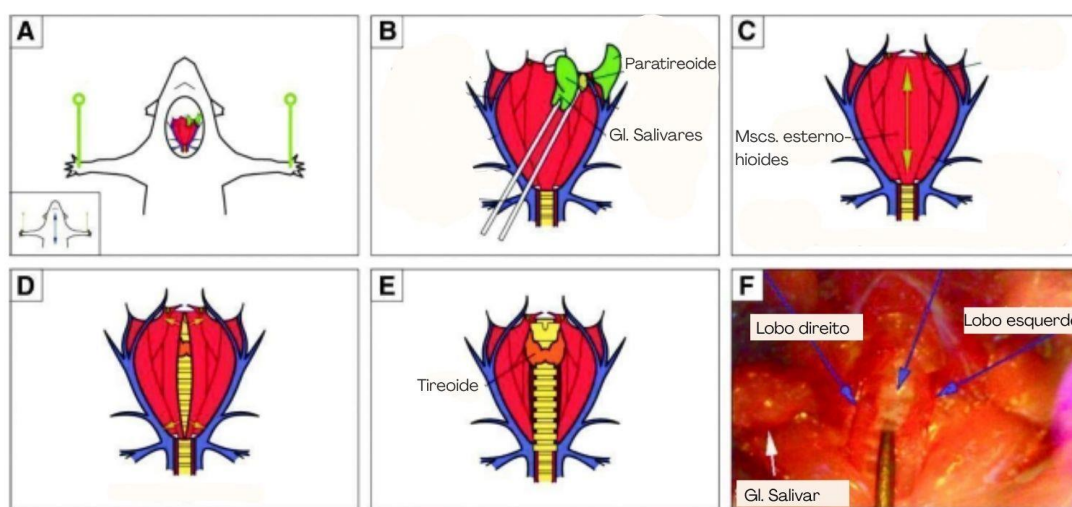 A
B
Paratireoide
Gl. Salivares
C
Mscs. esterno-
hioides
D
E
Tireoide
F
Lobo direito
Lobo esquerdo
Gl. Salivar